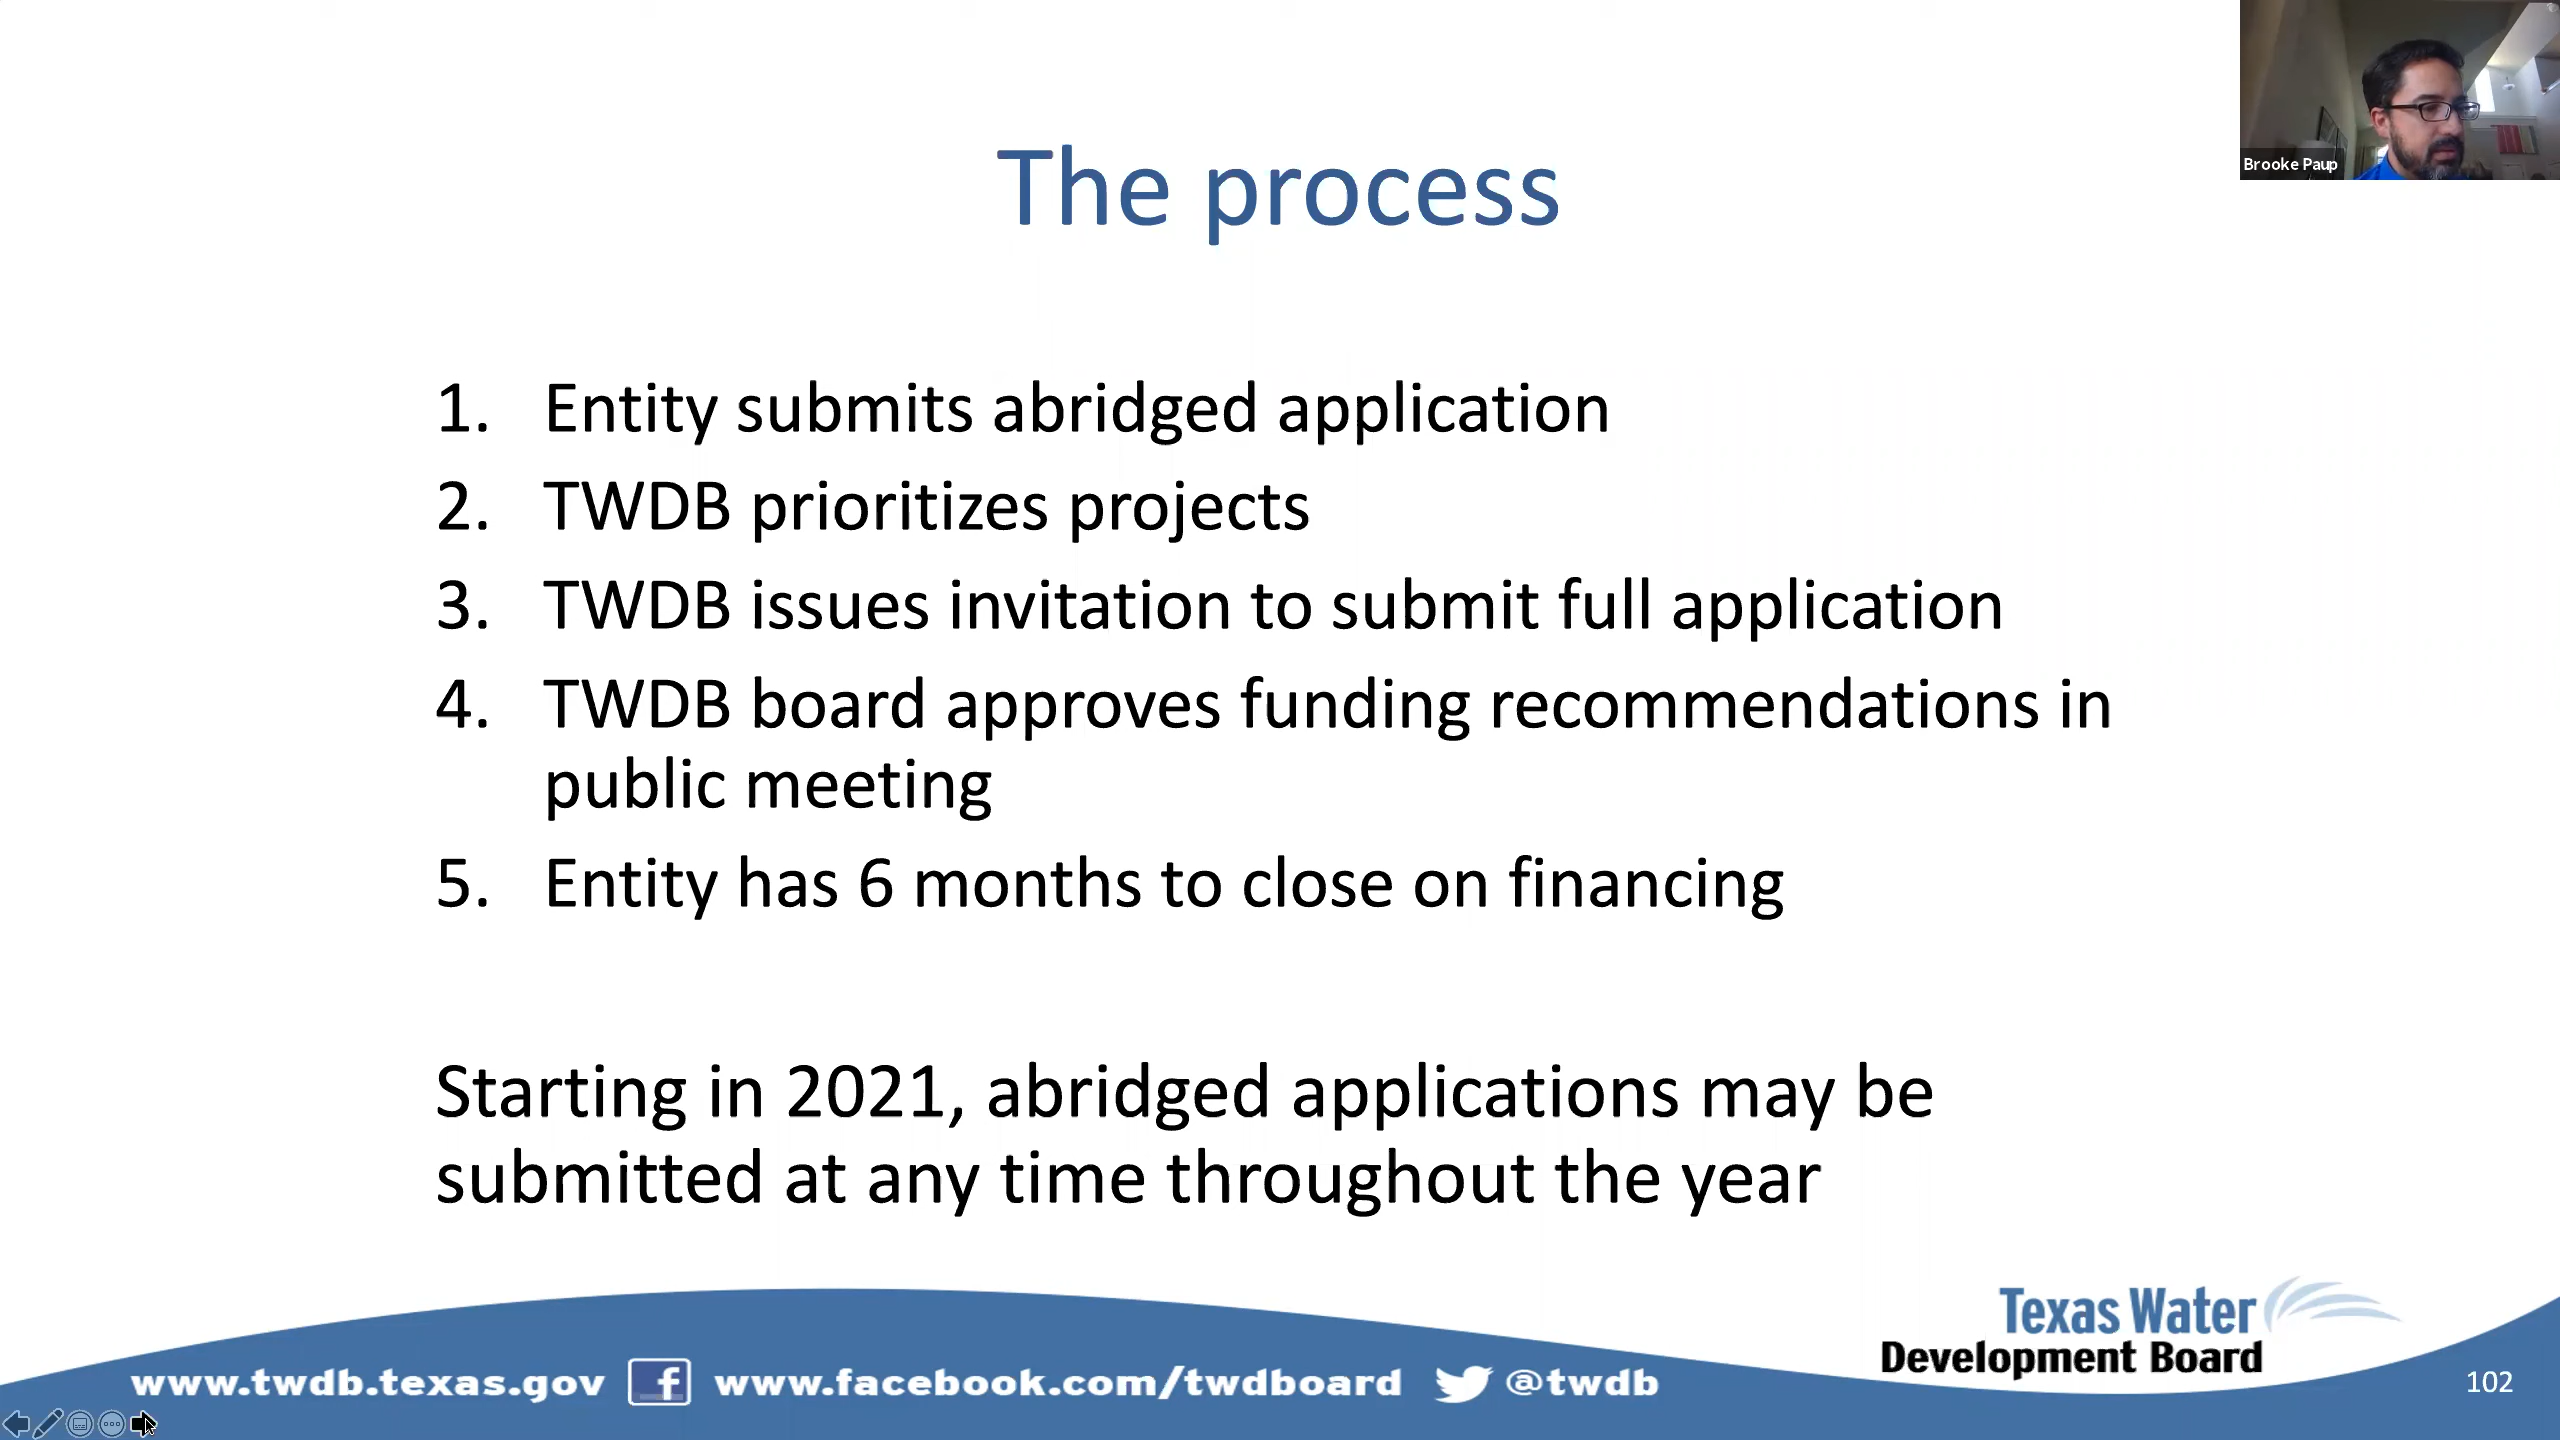 The process
Brooke Paup
1. Entity submits abridged application
2. TWDB prioritizes projects
3. TWDB issues invitation to submit full application
4. TWDB board approves funding recommendations in
public meeting
5. Entity has 6 months to close on financing
Starting in 2021, abridged applications may be
submitted at any time throughout the year
Texas Water
Development Board
www.twdb.texas.gov f www.facebook.com/twdboard @twdb
102